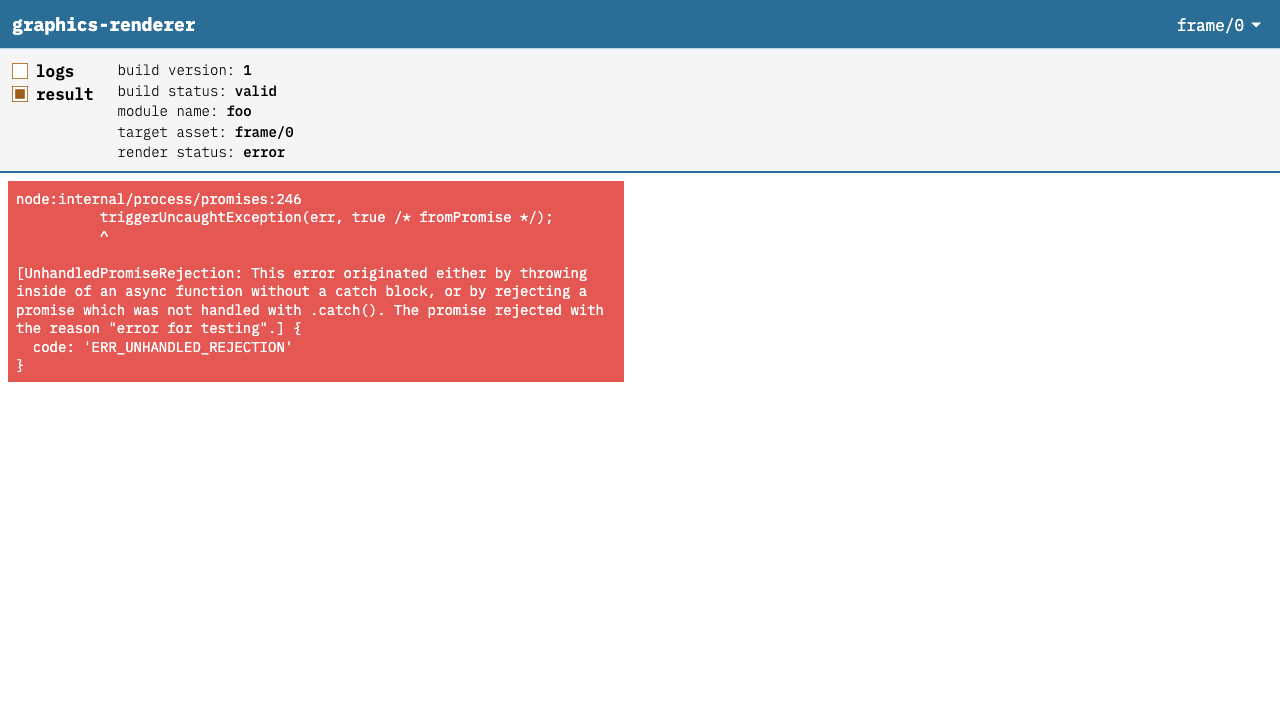 graphics-renderer
frame/0
logs
result
build version: 1
build status: valid
module name: foo
target asset: frame/0
render status: error
node:internal/process/promises:246
          triggerUncaughtException(err, true /* fromPromise */);
          ^
[UnhandledPromiseRejection: This error originated either by throwing
inside of an async function without a catch block, or by rejecting a
promise which was not handled with .catch(). The promise rejected with
the reason "error for testing".] {
  code: 'ERR_UNHANDLED_REJECTION'
}